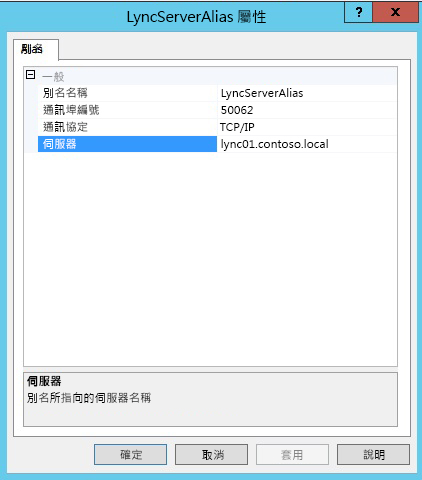 LyncServerAlias 屬性
?
x
別名
一般
別名名稱 LyncServerAlias
通訊埠編號 50062
通訊協定 TCP/IP
伺服器 lync01.contoso.local
伺服器
別名所指向的伺服器名稱
確定 取消 套用 說明